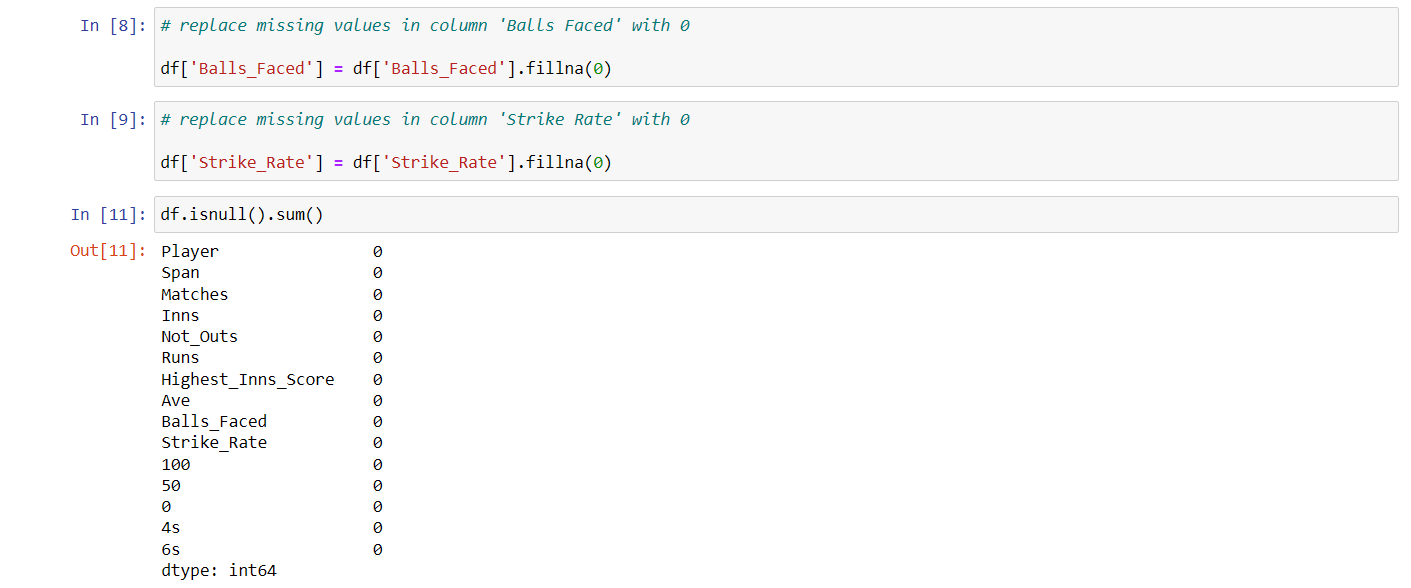 In [8]: # replace missing values in column 'Balls Faced' with 0
df['Balls_Faced'] = df['Balls_Faced'].fillna(0)
In [9]: # replace missing values in column 'Strike Rate' with 0
df['Strike_Rate'] = df['Strike_Rate'].fillna(0)
In [11]: df.isnull().sum()
Out[11]: Player 0
Span 0
Matches 0
Inns 0
Not_Outs 0
Runs 0
Highest_Inns_Score 0
Ave 0
Balls_Faced 0
Strike_Rate 0
100 0
50 0
0 0
4s 0
6s 0
dtype: int64